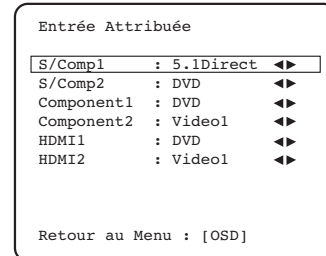 Entrée Attribuée
S/Comp1 : 5.1Direct ◀▶
S/Comp2 : DVD ◀▶
Component1 : DVD ◀▶
Component2 : Video1 ◀▶
HDMI1 : DVD ◀▶
HDMI2 : Video1 ◀▶
Retour au Menu : [OSD]